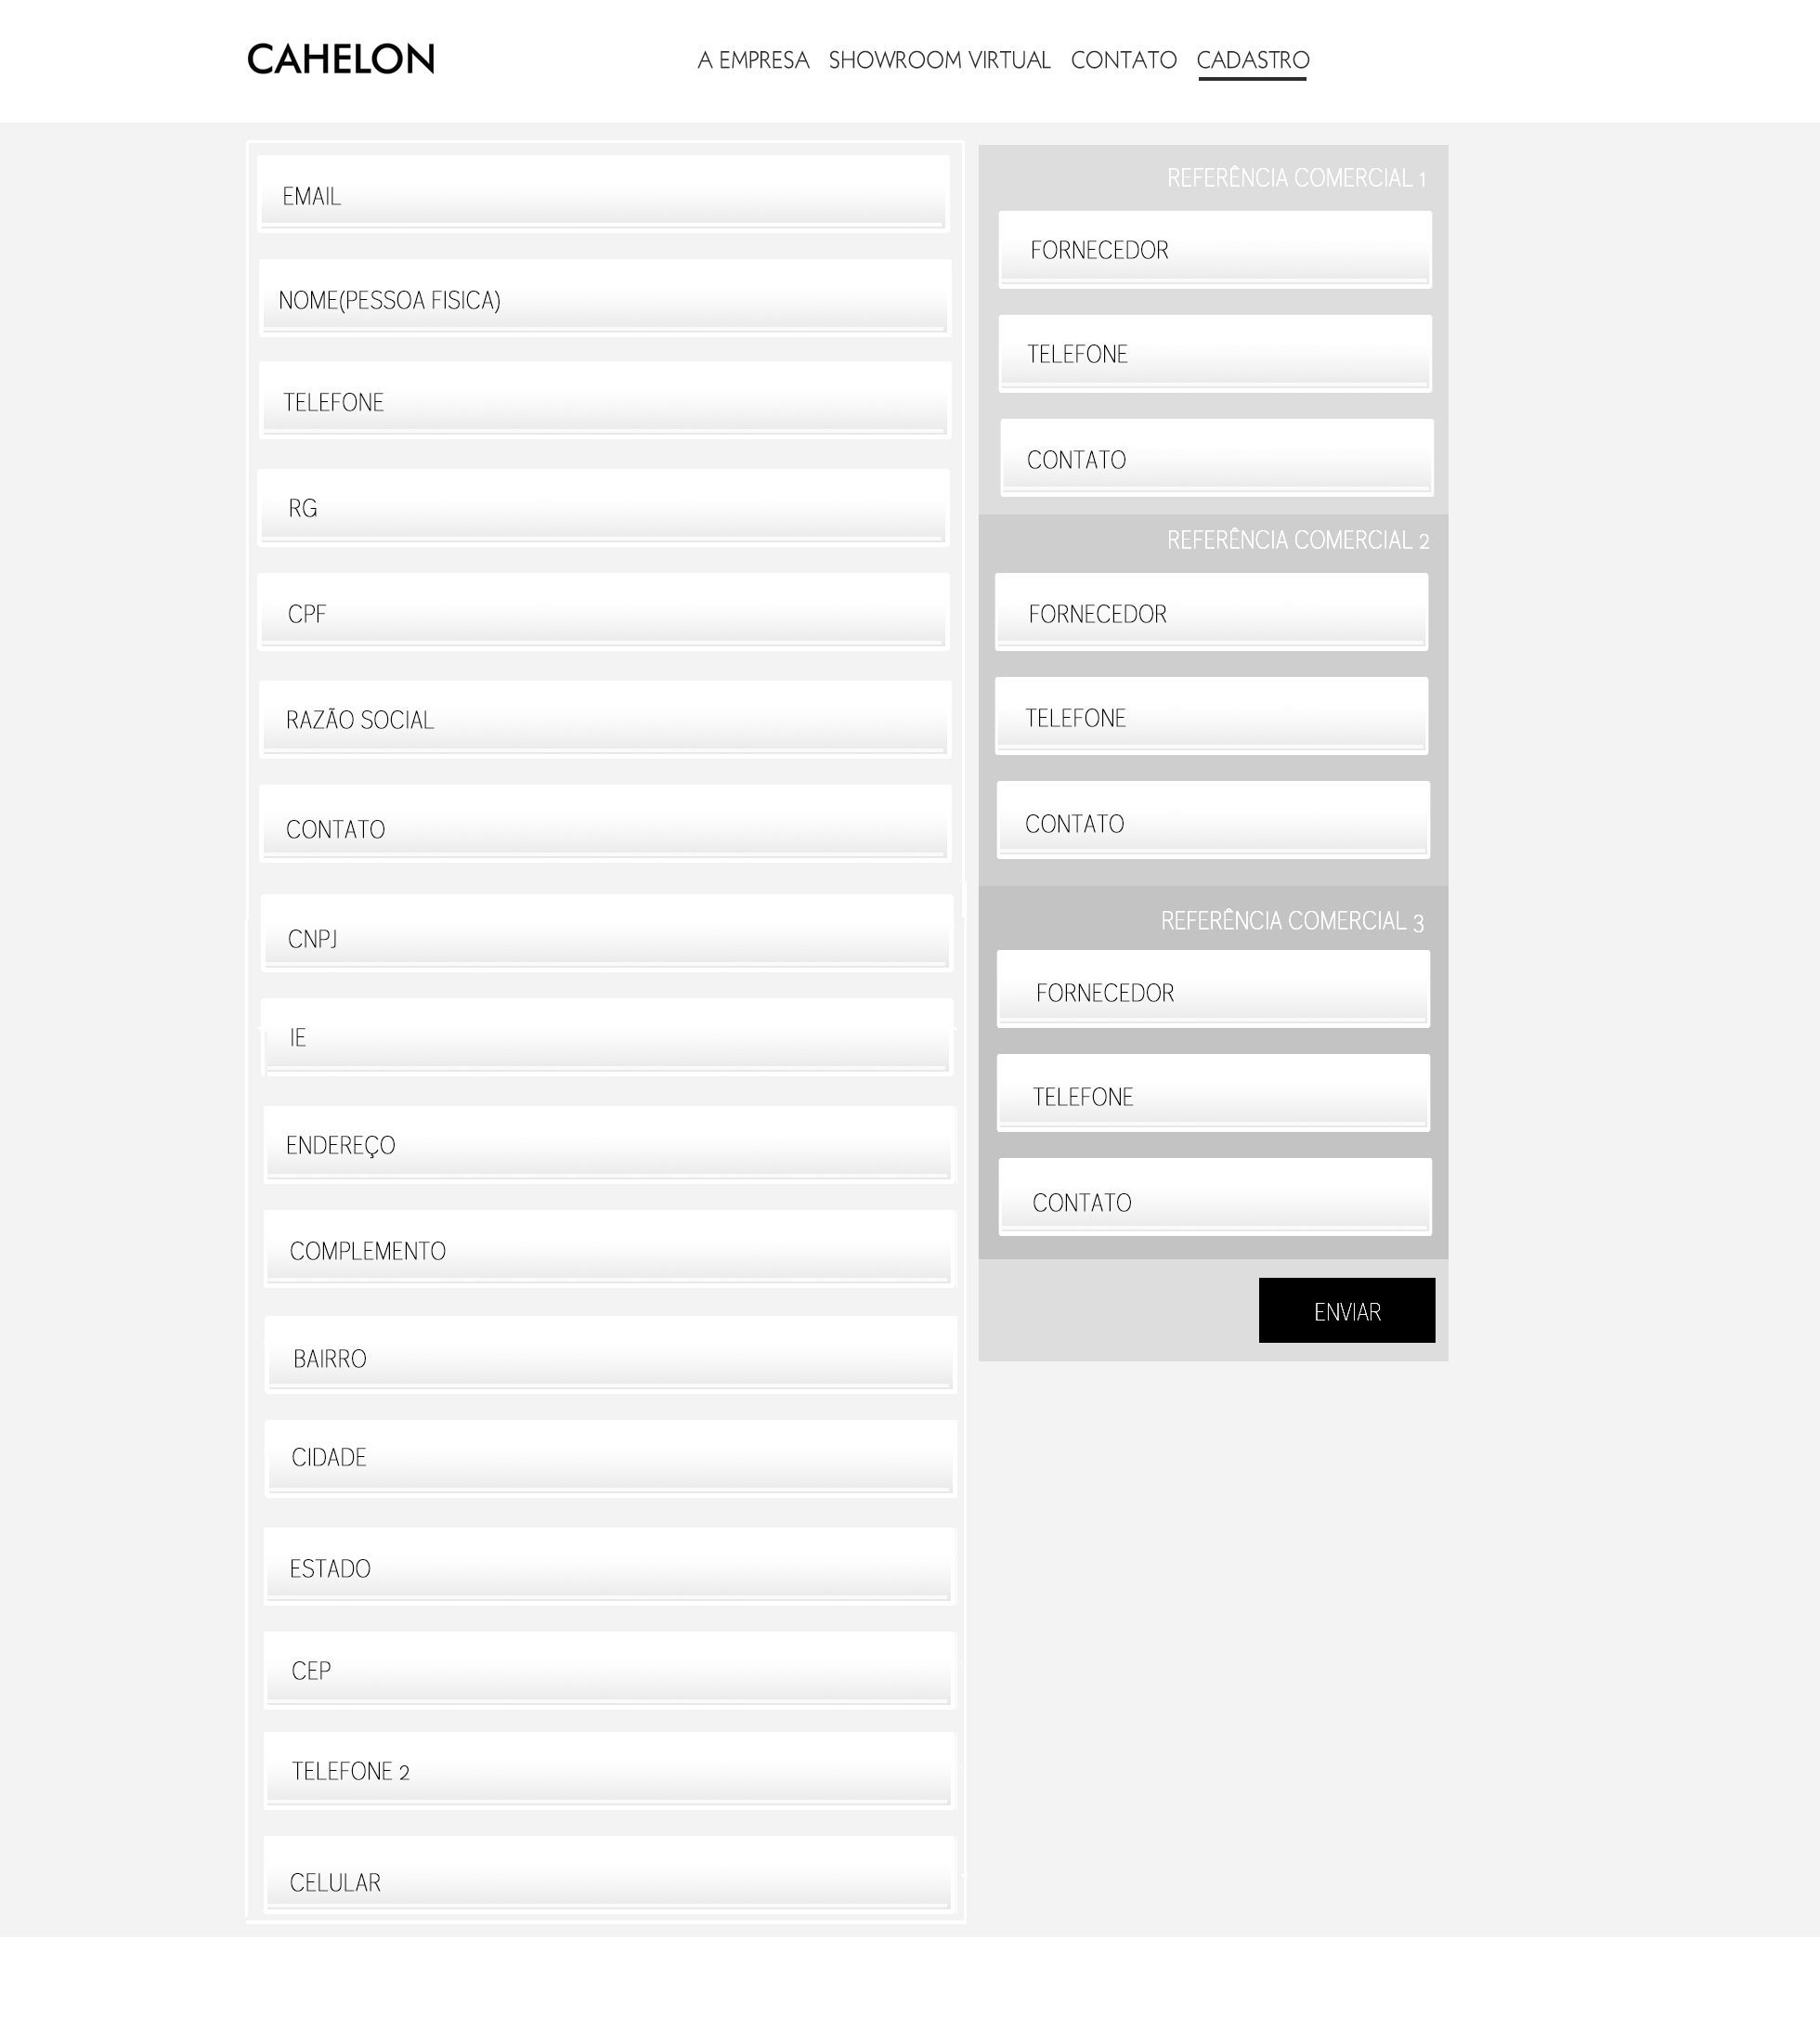 CAHELON
A EMPRESA SHOWROOM VIRTUAL CONTATO CADASTRO
EMAIL
NOME(PESSOA FISICA)
TELEFONE
RG
CPF
RAZÃO SOCIAL
CONTATO
CNPJ
IE
ENDEREÇO
COMPLEMENTO
BAIRRO
CIDADE
ESTADO
CEP
TELEFONE 2
CELULAR
REFERÊNCIA COMERCIAL 1
FORNECEDOR
TELEFONE
CONTATO
REFERÊNCIA COMERCIAL 2
FORNECEDOR
TELEFONE
CONTATO
REFERÊNCIA COMERCIAL 3
FORNECEDOR
TELEFONE
CONTATO
ENVIAR